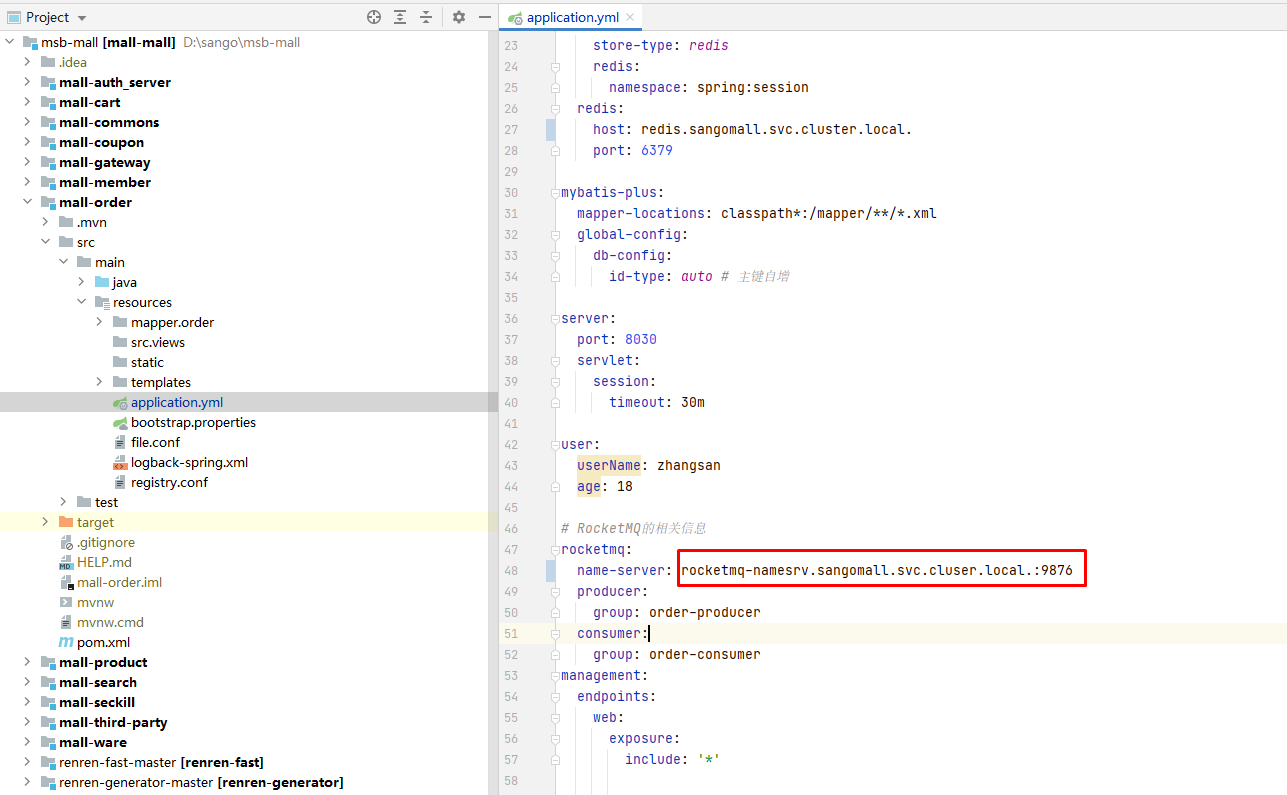 Project
msb-mall [mall-mall] D:\sango\msb-mall
.idea
mall-auth_server
mall-cart
mall-commons
mall-coupon
mall-gateway
mall-member
mall-order
.mvn
src
main
java
resources
mapper.order
src.views
static
templates
application.yml
bootstrap.properties
file.conf
logback-spring.xml
registry.conf
test
target
.gitignore
HELP.md
mall-order.iml
mvnw
mvnw.cmd
pom.xml
mall-product
mall-search
mall-seckill
mall-third-party
mall-ware
renren-fast-master [renren-fast]
renren-generator-master [renren-generator]
application.yml
23 store-type: redis
24 redis:
25 namespace: spring:session
26 redis:
27 host: redis.sangomall.svc.cluster.local.
28 port: 6379
29
30 mybatis-plus:
31 mapper-locations: classpath*:/mapper/**/*.xml
32 global-config:
33 db-config:
34 id-type: auto # 主键自增
35
36 server:
37 port: 8030
38 servlet:
39 session:
40 timeout: 30m
41
42 user:
43 userName: zhangsan
44 age: 18
45
46 # RocketMQ的相关信息
47 rocketmq:
48 name-server: rocketmq-namesrv.sangomall.svc.cluser.local.:9876
49 producer:
50 group: order-producer
51 consumer:
52 group: order-consumer
53 management:
54 endpoints:
55 web:
56 exposure:
57 include: '*'
58